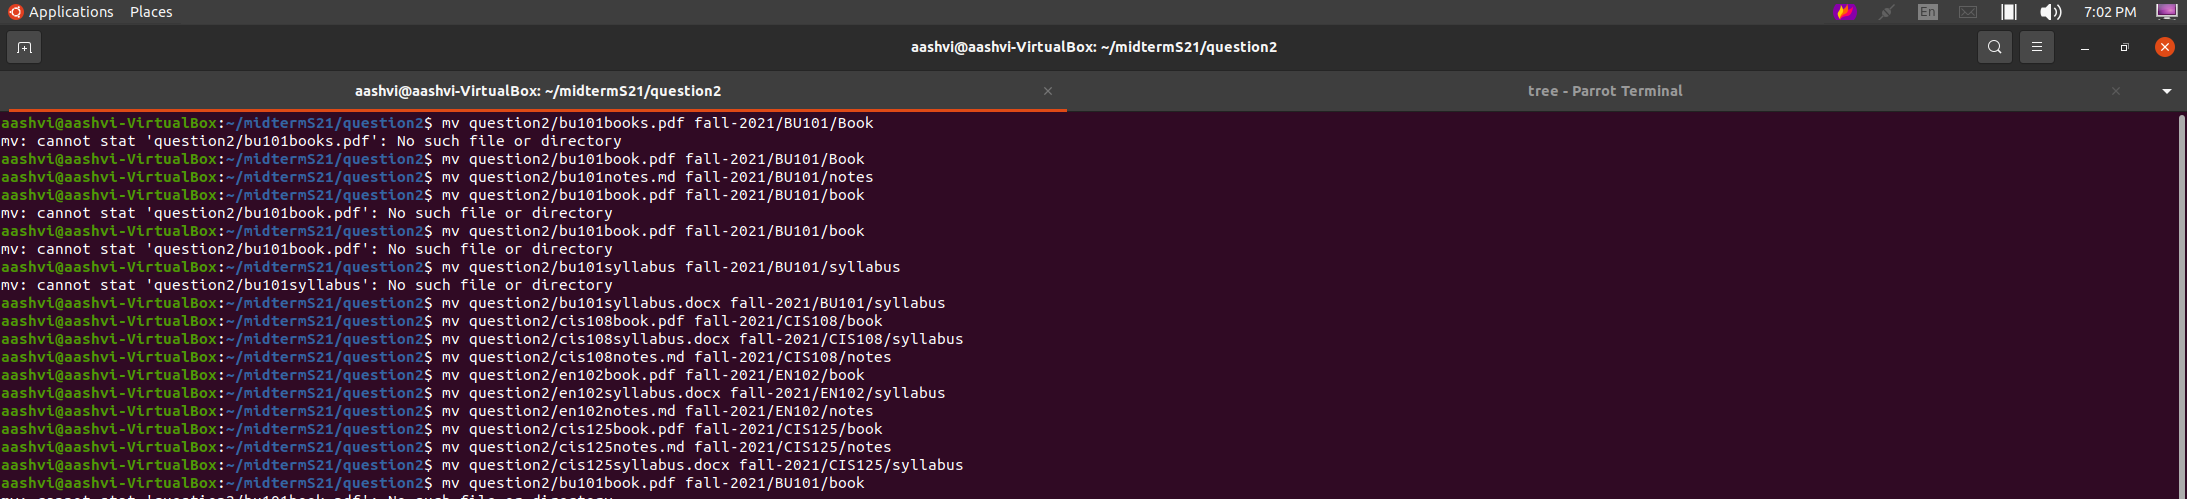 Applications Places En 7:02 PM
aashvi@aashvi-VirtualBox: ~/midtermS21/question2
aashvi@aashvi-VirtualBox: ~/midtermS21/question2 × tree - Parrot Terminal ×
aashvi@aashvi-VirtualBox:~/midtermS21/question2$ mv question2/bu101books.pdf fall-2021/BU101/Book
mv: cannot stat 'question2/bu101books.pdf': No such file or directory
aashvi@aashvi-VirtualBox:~/midtermS21/question2$ mv question2/bu101book.pdf fall-2021/BU101/Book
aashvi@aashvi-VirtualBox:~/midtermS21/question2$ mv question2/bu101notes.md fall-2021/BU101/notes
aashvi@aashvi-VirtualBox:~/midtermS21/question2$ mv question2/bu101book.pdf fall-2021/BU101/book
mv: cannot stat 'question2/bu101book.pdf': No such file or directory
aashvi@aashvi-VirtualBox:~/midtermS21/question2$ mv question2/bu101book.pdf fall-2021/BU101/book
mv: cannot stat 'question2/bu101book.pdf': No such file or directory
aashvi@aashvi-VirtualBox:~/midtermS21/question2$ mv question2/bu101syllabus fall-2021/BU101/syllabus
mv: cannot stat 'question2/bu101syllabus': No such file or directory
aashvi@aashvi-VirtualBox:~/midtermS21/question2$ mv question2/bu101syllabus.docx fall-2021/BU101/syllabus
aashvi@aashvi-VirtualBox:~/midtermS21/question2$ mv question2/cis108book.pdf fall-2021/CIS108/book
aashvi@aashvi-VirtualBox:~/midtermS21/question2$ mv question2/cis108syllabus.docx fall-2021/CIS108/syllabus
aashvi@aashvi-VirtualBox:~/midtermS21/question2$ mv question2/cis108notes.md fall-2021/CIS108/notes
aashvi@aashvi-VirtualBox:~/midtermS21/question2$ mv question2/en102book.pdf fall-2021/EN102/book
aashvi@aashvi-VirtualBox:~/midtermS21/question2$ mv question2/en102syllabus.docx fall-2021/EN102/syllabus
aashvi@aashvi-VirtualBox:~/midtermS21/question2$ mv question2/en102notes.md fall-2021/EN102/notes
aashvi@aashvi-VirtualBox:~/midtermS21/question2$ mv question2/cis125book.pdf fall-2021/CIS125/book
aashvi@aashvi-VirtualBox:~/midtermS21/question2$ mv question2/cis125notes.md fall-2021/CIS125/notes
aashvi@aashvi-VirtualBox:~/midtermS21/question2$ mv question2/cis125syllabus.docx fall-2021/CIS125/syllabus
aashvi@aashvi-VirtualBox:~/midtermS21/question2$ mv question2/bu101book.pdf fall-2021/BU101/book
mv: cannot stat 'question2/bu101book.pdf': No such file or directory